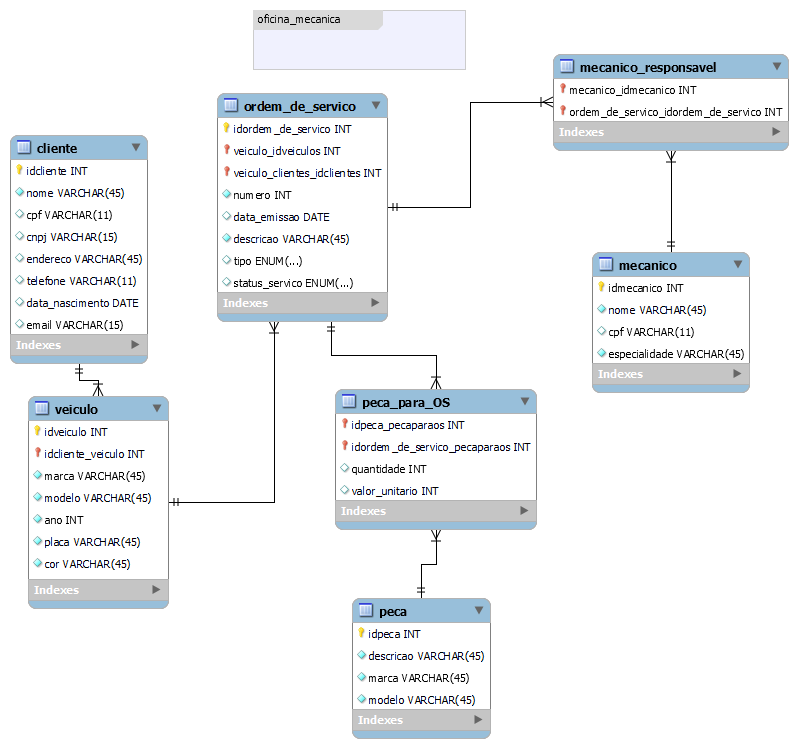 oficina_mecanica
mecanico_responsavel
mecanico_idmecanico INT
ordem_de_servico_idordem_de_servico INT
Indexes
ordem_de_servico
idordem_de_servico INT
veiculo_idveiculos INT
veiculo_clientes_idclientes INT
numero INT
data_emissao DATE
descricao VARCHAR(45)
tipo ENUM(...)
status_servico ENUM(...)
Indexes
cliente
idcliente INT
nome VARCHAR(45)
cpf VARCHAR(11)
cnpj VARCHAR(15)
endereco VARCHAR(45)
telefone VARCHAR(11)
data_nascimento DATE
email VARCHAR(15)
Indexes
mecanico
idmecanico INT
nome VARCHAR(45)
cpf VARCHAR(11)
especialidade VARCHAR(45)
Indexes
veiculo
idveiculo INT
idcliente_veiculo INT
marca VARCHAR(45)
modelo VARCHAR(45)
ano INT
placa VARCHAR(45)
cor VARCHAR(45)
Indexes
peca_para_OS
idpeca_pecaparaos INT
idordem_de_servico_pecaparaos INT
quantidade INT
valor_unitario INT
Indexes
peca
idpeca INT
descricao VARCHAR(45)
marca VARCHAR(45)
modelo VARCHAR(45)
Indexes